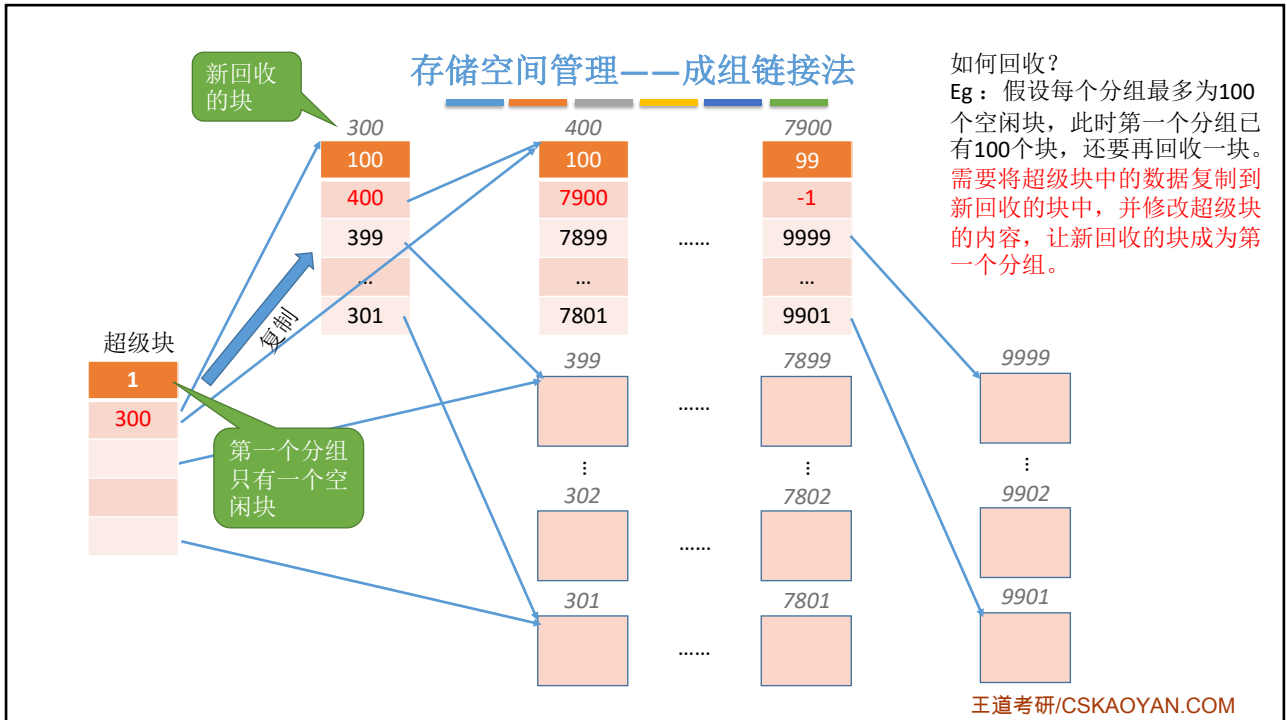 存储空间管理——成组链接法
新回收
的块
如何回收？
Eg：假设每个分组最多为100
个空闲块，此时第一个分组已
有100个块，还要再回收一块。
需要将超级块中的数据复制到
新回收的块中，并修改超级块
的内容，让新回收的块成为第
一个分组。
300
100
400
399
...
301
400
100
7900
7899
...
7801
......
7900
99
-1
9999
...
9901
复制
超级块
1
300
第一个分组
只有一个空
闲块
399
......
7899
9999
...
...
...
302
......
7802
9902
301
......
7801
9901
王道考研/CSKAOYAN.COM